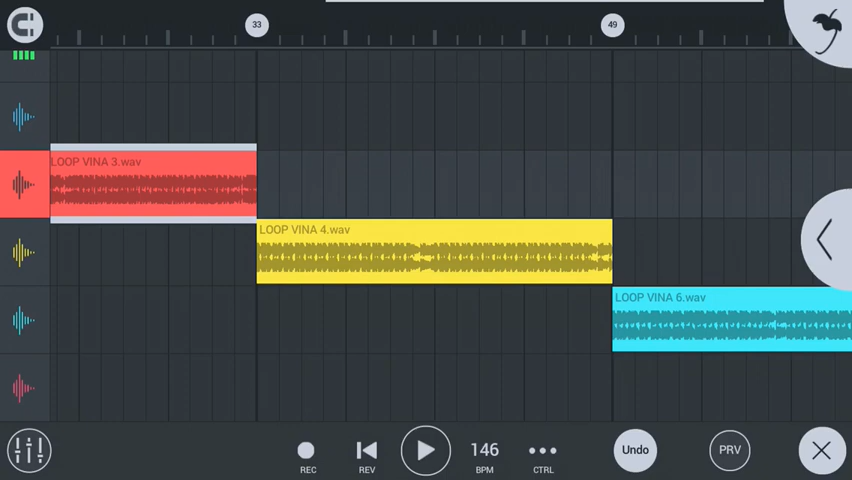 33
49
LOOP VINA 3.wav
LOOP VINA 4.wav
LOOP VINA 6.wav
146
Undo
PRV
REC
REV
BPM
CTRL